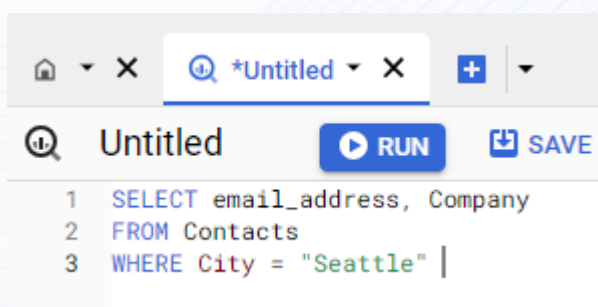 *Untitled
Untitled RUN SAVE
1 SELECT email_address, Company
2 FROM Contacts
3 WHERE City = "Seattle"